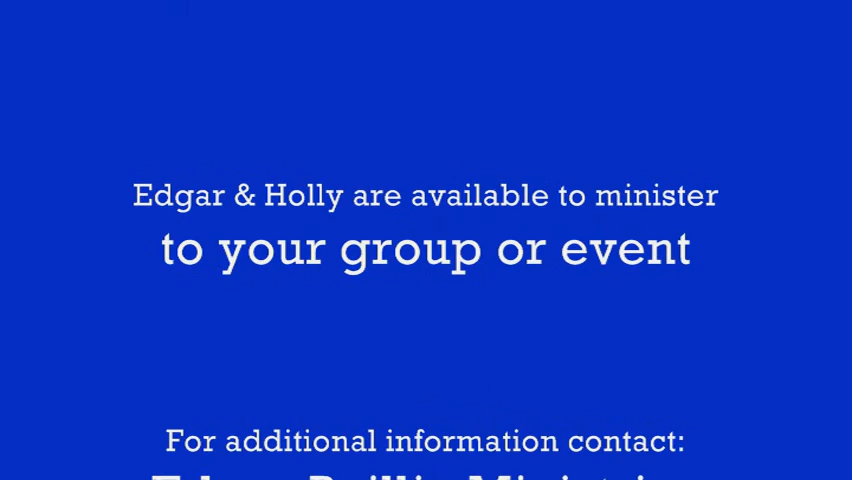 Edgar & Holly are available to minister
to your group or event
For additional information contact: